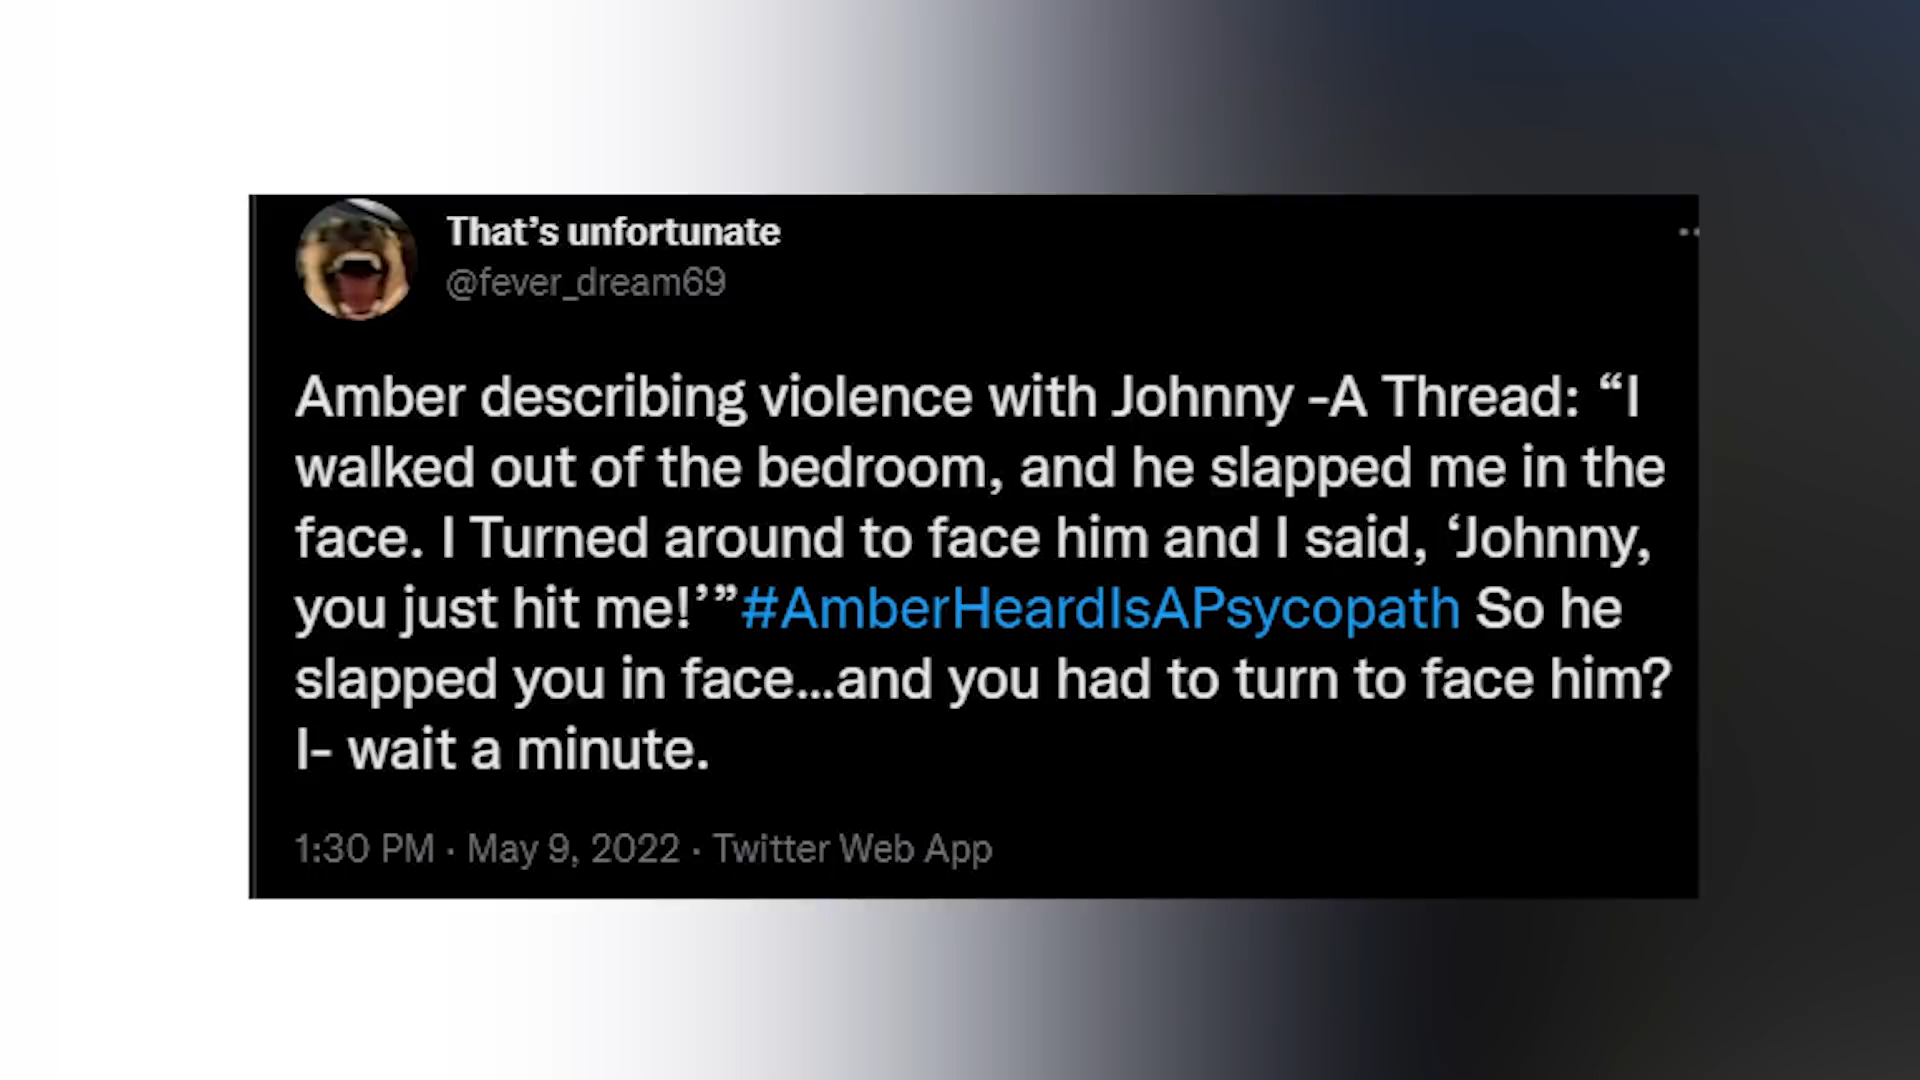 That’s unfortunate
@fever_dream69
Amber describing violence with Johnny -A Thread: “I
walked out of the bedroom, and he slapped me in the
face. I Turned around to face him and I said, ‘Johnny,
you just hit me!’”#AmberHeardIsAPsycopath So he
slapped you in face...and you had to turn to face him?
I- wait a minute.
1:30 PM · May 9, 2022 · Twitter Web App